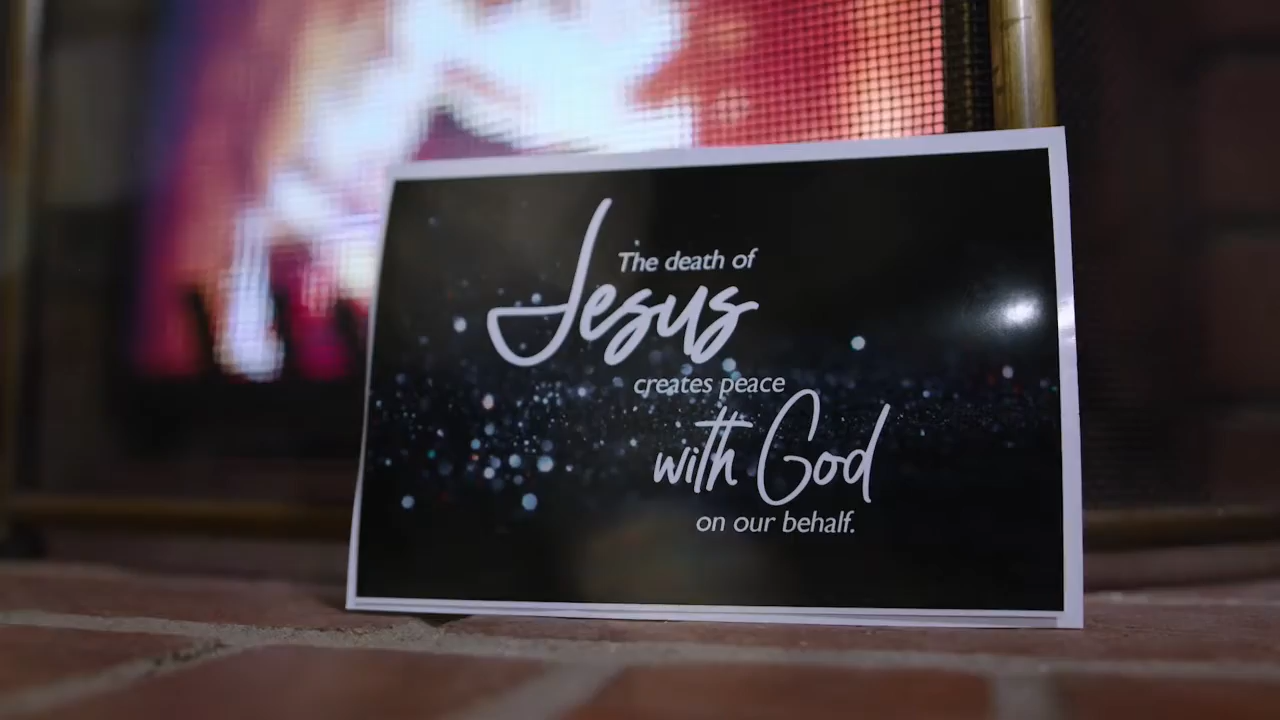 The death of
Jesus
creates peace
with God
on our behalf.